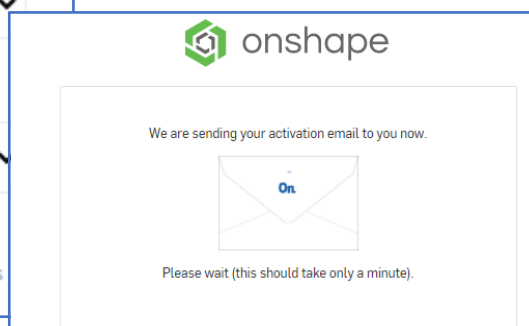 onshape
We are sending your activation email to you now.
On.
Please wait (this should take only a minute).